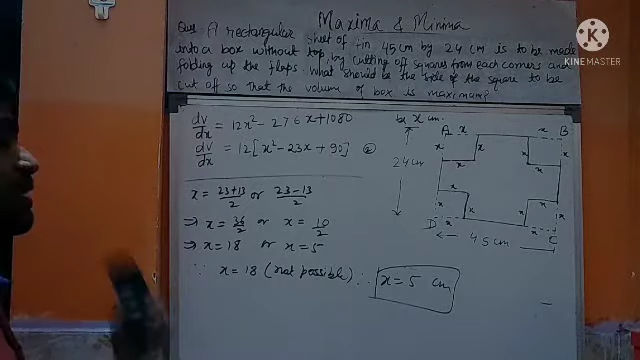 Maxima & Minima
Ques A rectangular sheet of tin 45 cm by 24 cm is to be made
into a box without top, by cutting off squares from each corners and
folding up the flaps. What should be the side of the square to be
cut off so that the volume of box is maximum?
KINEMASTER
dv/dx = 12x² - 276x + 1080
dv/dx = 12[x² - 23x + 90] ②
x = 23+13/2 or 23-13/2
⇒ x = 36/2 or x = 10/2
⇒ x = 18 or x = 5
∵ x = 18 (not possible) ∴ x = 5 cm
by x cm.
A x x B
x x x x
24 cm
x x x x
D x x C
45 cm